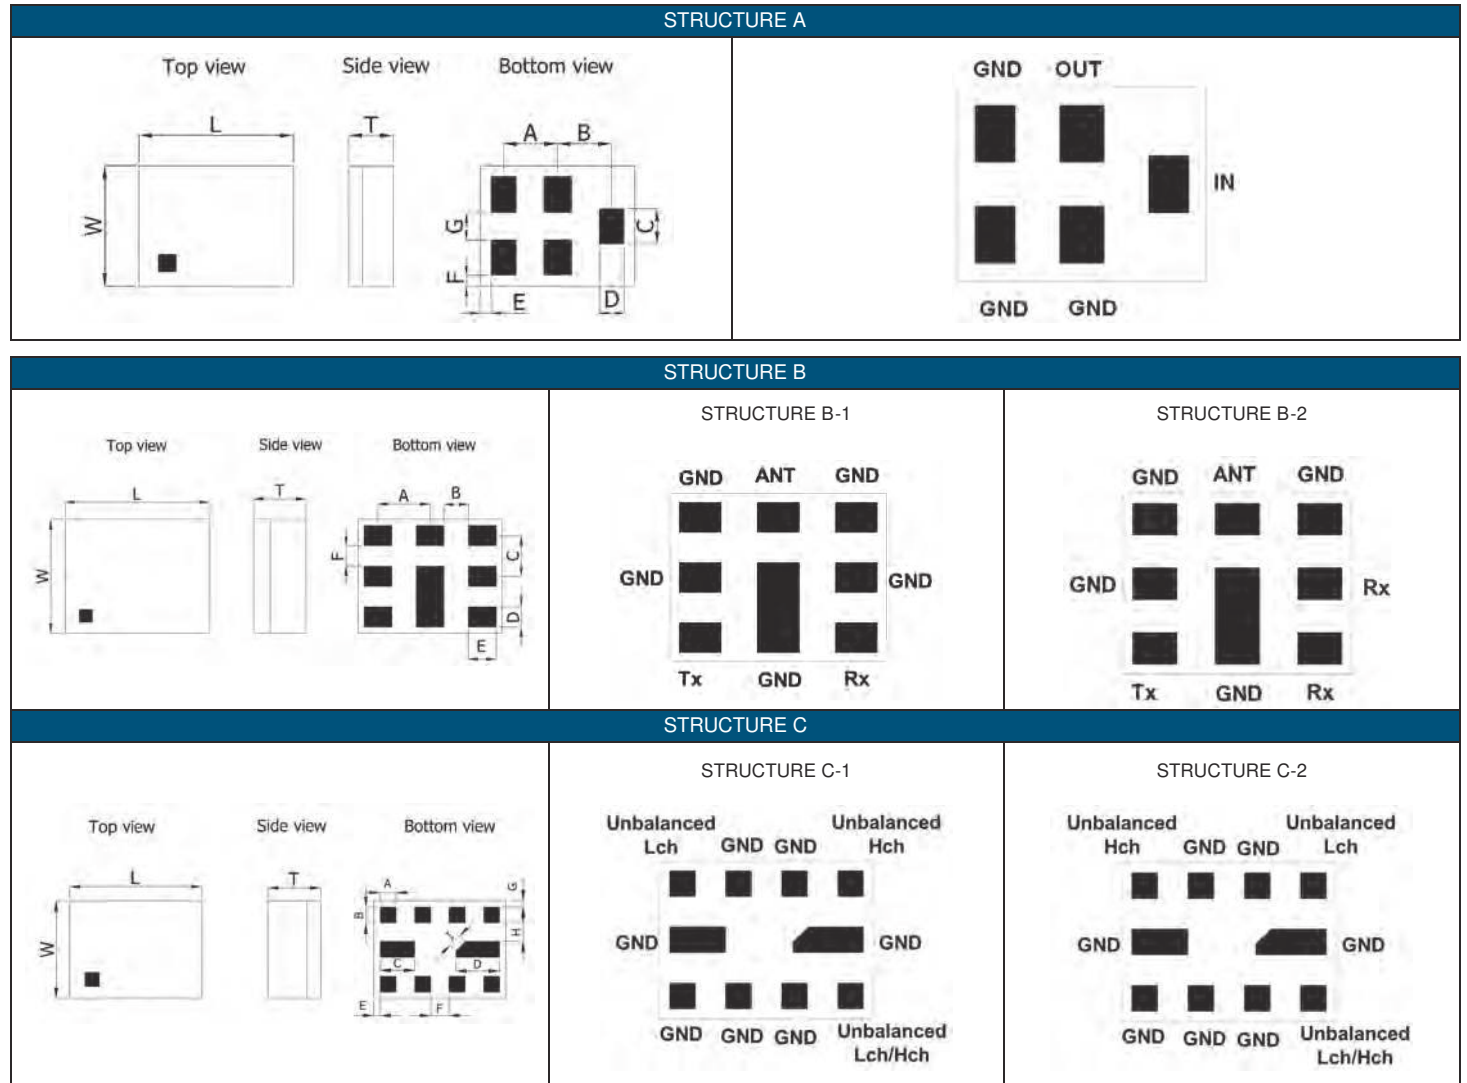 STRUCTURE A
Top view Side view Bottom view
L T A B
W G C
F E D
GND OUT
IN
GND GND
STRUCTURE B
Top view Side view Bottom view
L T A B
W F C
D
E
STRUCTURE B-1
GND ANT GND
GND GND
Tx GND Rx
STRUCTURE B-2
GND ANT GND
GND Rx
Tx GND Rx
STRUCTURE C
Top view Side view Bottom view
L T A G
B
W I H
C D
E F
STRUCTURE C-1
Unbalanced Unbalanced
Lch GND GND Hch
GND GND
GND GND GND Unbalanced
Lch/Hch
STRUCTURE C-2
Unbalanced Unbalanced
Hch GND GND Lch
GND GND
GND GND GND Unbalanced
Lch/Hch